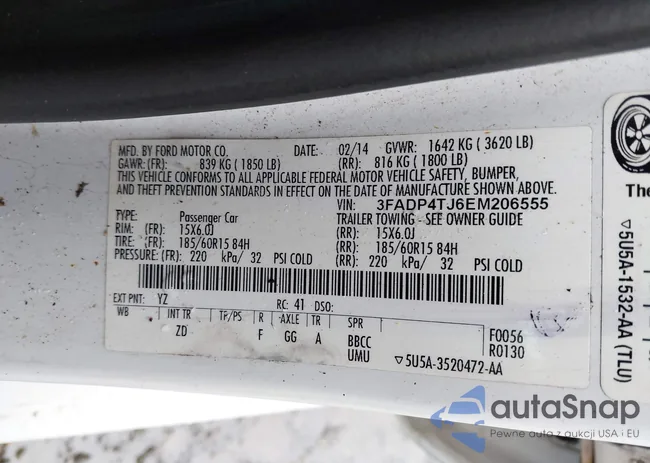 MFD. BY FORD MOTOR CO. DATE: 02/14 GVWR: 1642 KG ( 3620 LB)
GAWR: (FR): 839 KG ( 1850 LB) (RR): 816 KG ( 1800 LB)
THIS VEHICLE CONFORMS TO ALL APPLICABLE FEDERAL MOTOR VEHICLE SAFETY, BUMPER,
AND THEFT PREVENTION STANDARDS IN EFFECT ON THE DATE OF MANUFACTURE SHOWN ABOVE.
VIN: 3FADP4TJ6EM206555
TYPE: Passenger Car TRAILER TOWING - SEE OWNER GUIDE
RIM: (FR): 15X6.0J (RR): 15X6.0J
TIRE: (FR): 185/60R15 84H (RR): 185/60R15 84H
PRESSURE: (FR): 220 kPa/ 32 PSI COLD (RR): 220 kPa/ 32 PSI COLD
EXT PNT: YZ RC: 41 DSO:
WB INT TR TP/PS R AXLE TR SPR
ZD F GG A BBCC
UMU
F0056
R0130
▽5U5A-3520472-AA
The
▽5U5A-1532-AA (TLU)
autoSnap
Pewne auta z aukcji USA i EU